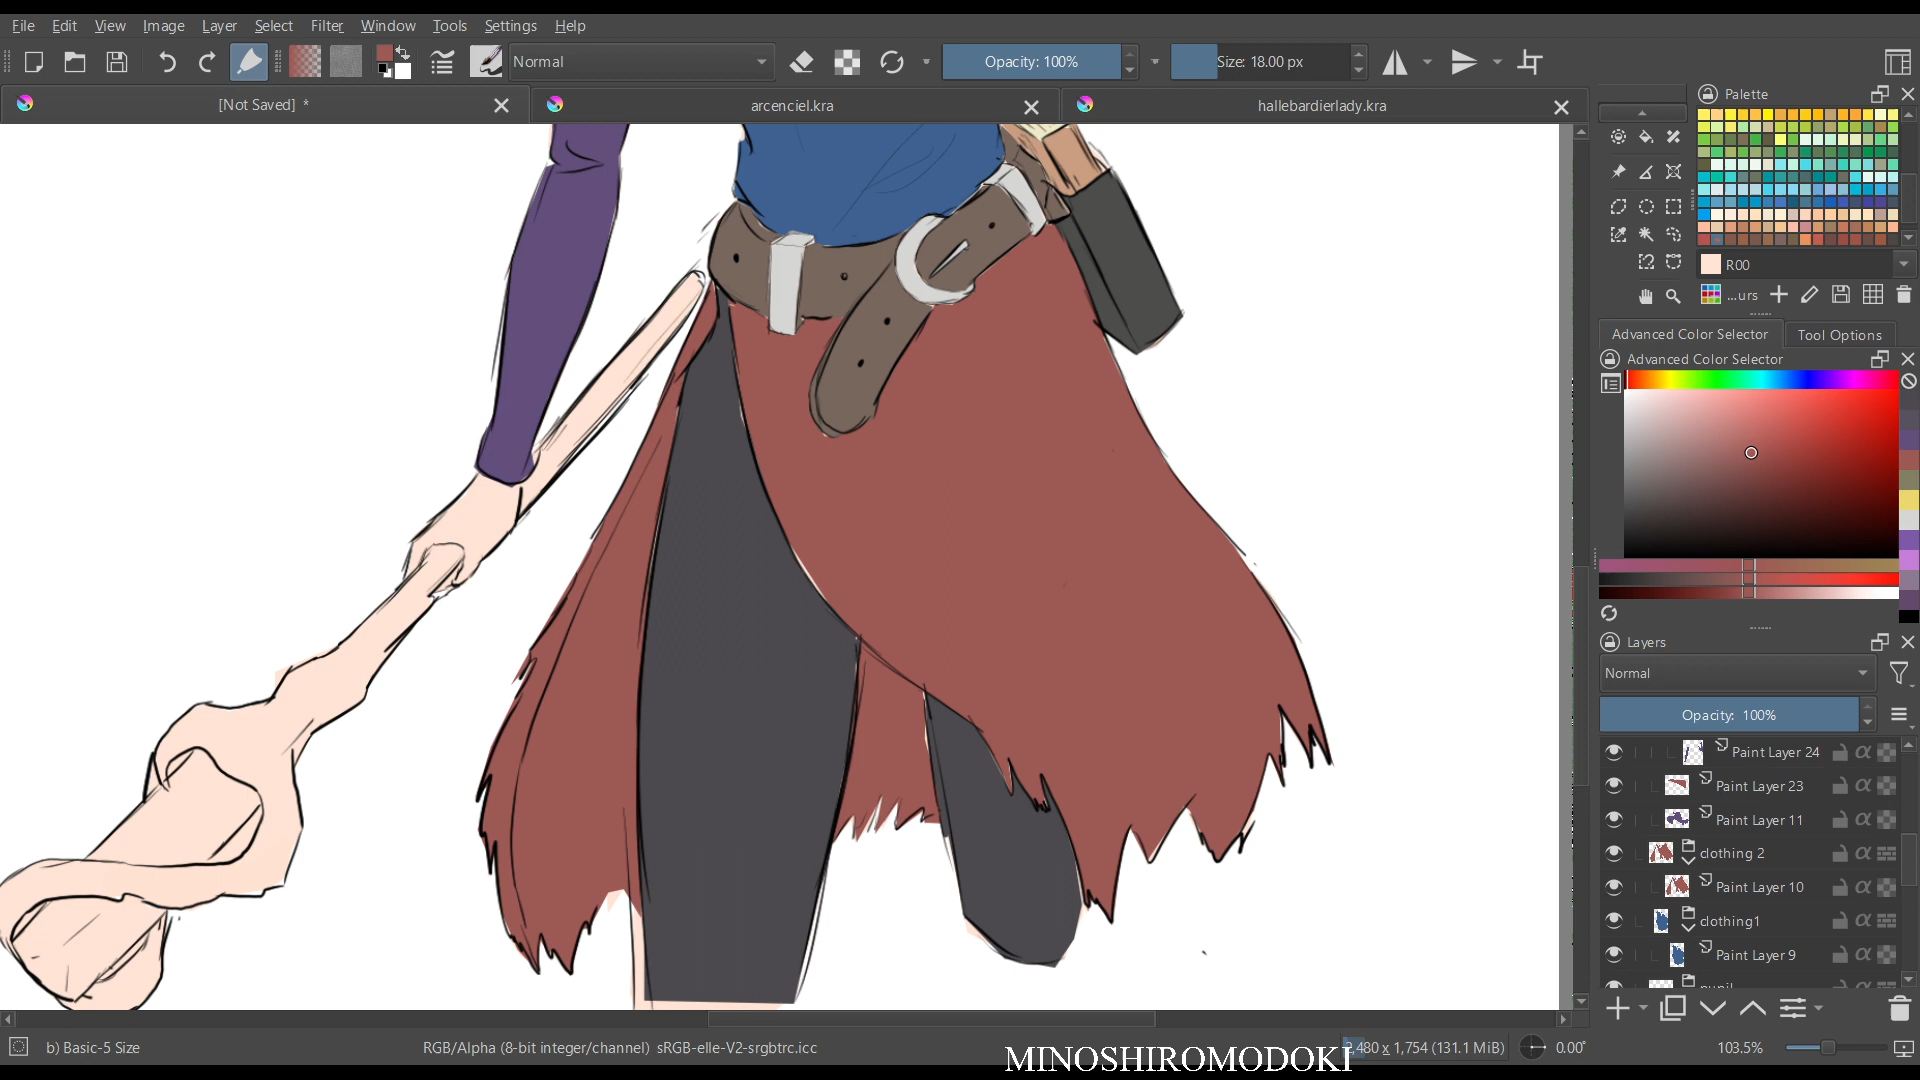 File Edit View Image Layer Select Filter Window Tools Settings Help
Normal Opacity: 100% Size: 18.00 px
[Not Saved] * arcenciel.kra hallebardierlady.kra
Palette
R00
...urs
Advanced Color Selector Tool Options
Advanced Color Selector
Layers
Normal
Opacity: 100%
Paint Layer 24
Paint Layer 23
Paint Layer 11
clothing 2
Paint Layer 10
clothing1
Paint Layer 9
b) Basic-5 Size RGB/Alpha (8-bit integer/channel) sRGB-elle-V2-srgbtrc.icc 2,480 x 1,754 (131.1 MiB) 0.00° 103.5%
MINOSHIROMODOKI